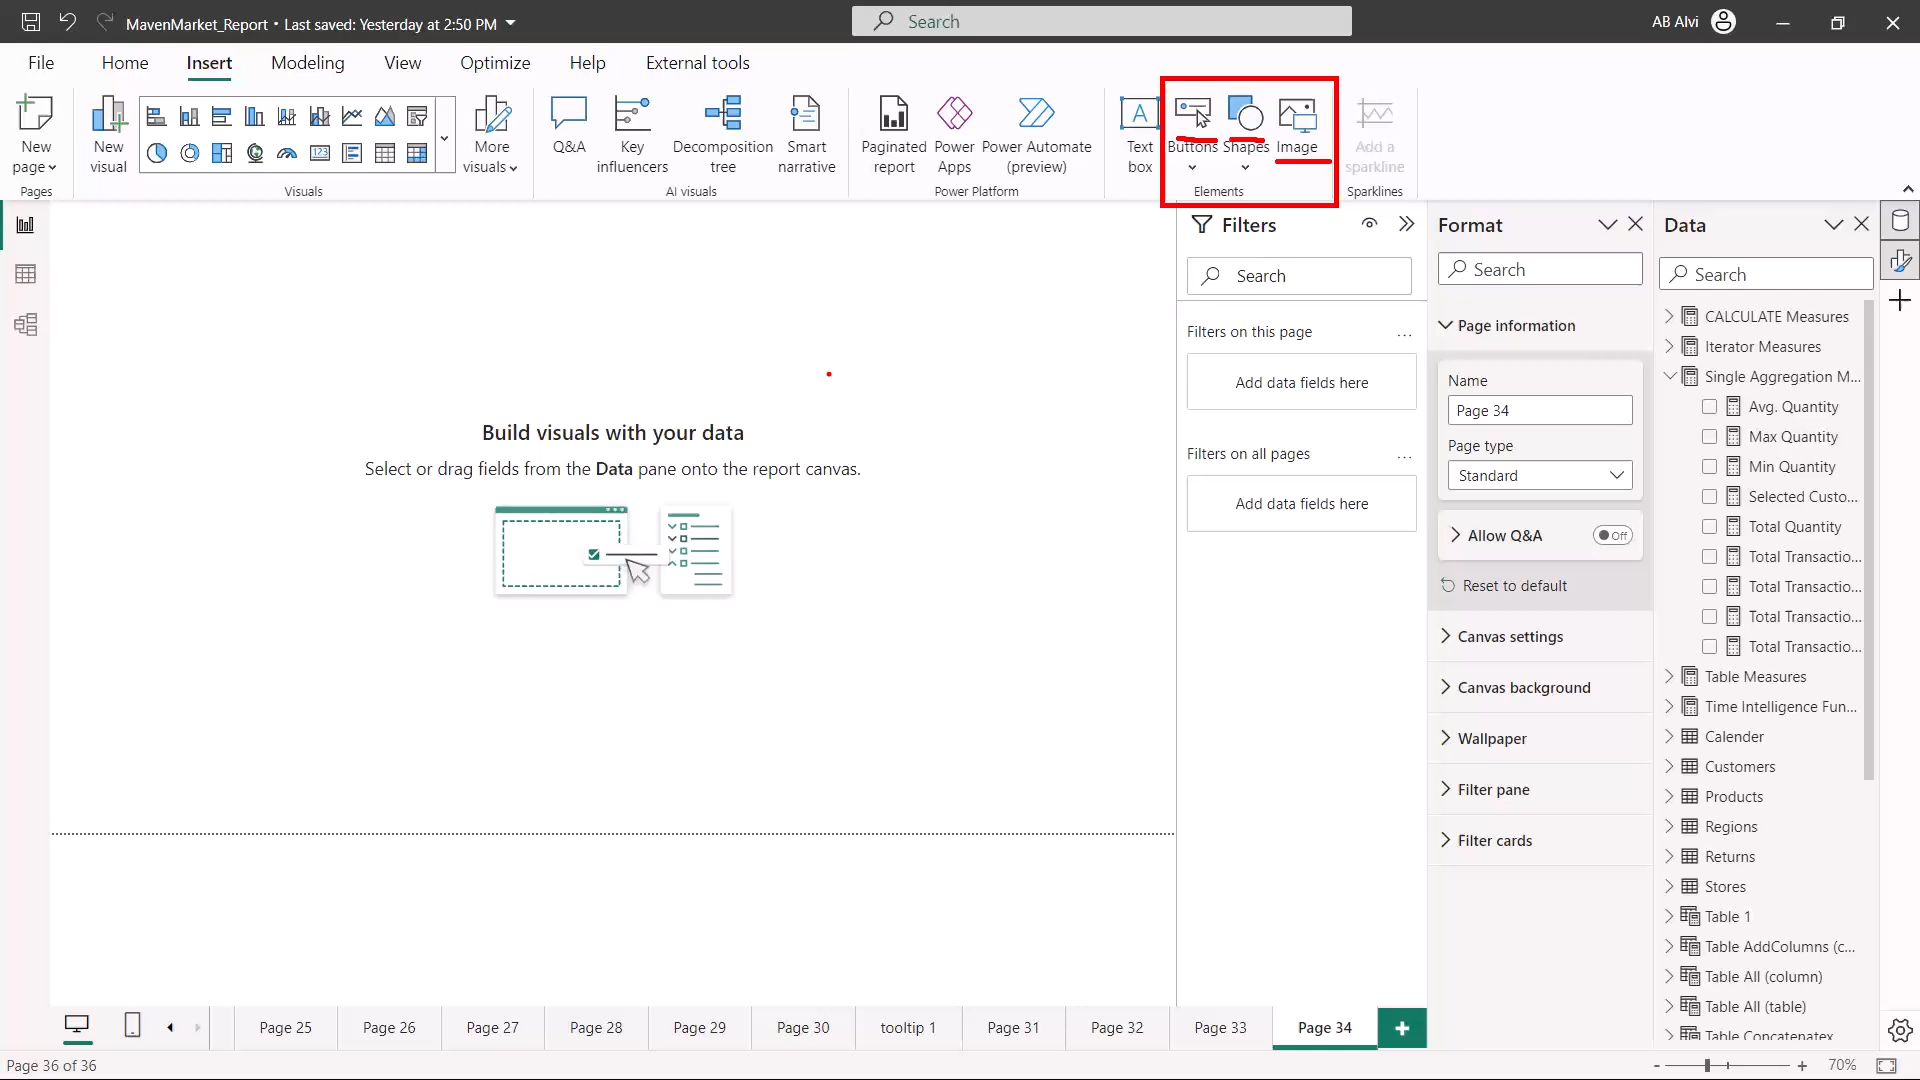 MavenMarket_Report • Last saved: Yesterday at 2:50 PM
Search
AB Alvi
File
Home
Insert
Modeling
View
Optimize
Help
External tools
New page
Pages
New visual
More visuals
Visuals
Q&A
Key influencers
Decomposition tree
Smart narrative
AI visuals
Paginated report
Power Apps
Power Automate (preview)
Power Platform
Text box
Buttons
Shapes
Image
Elements
Add a sparkline
Sparklines
Build visuals with your data
Select or drag fields from the Data pane onto the report canvas.
Filters
Search
Filters on this page
...
Add data fields here
Filters on all pages
...
Add data fields here
Format
Search
Page information
Name
Page 34
Page type
Standard
Allow Q&A
Off
Reset to default
Canvas settings
Canvas background
Wallpaper
Filter pane
Filter cards
Data
Search
CALCULATE Measures
Iterator Measures
Single Aggregation M...
Avg. Quantity
Max Quantity
Min Quantity
Selected Custo...
Total Quantity
Total Transactio...
Total Transactio...
Total Transactio...
Total Transactio...
Table Measures
Time Intelligence Fun...
Calender
Customers
Products
Regions
Returns
Stores
Table 1
Table AddColumns (c...
Table All (column)
Table All (table)
Table Concatenatex
Page 25
Page 26
Page 27
Page 28
Page 29
Page 30
tooltip 1
Page 31
Page 32
Page 33
Page 34
+
Page 36 of 36
- + 70%